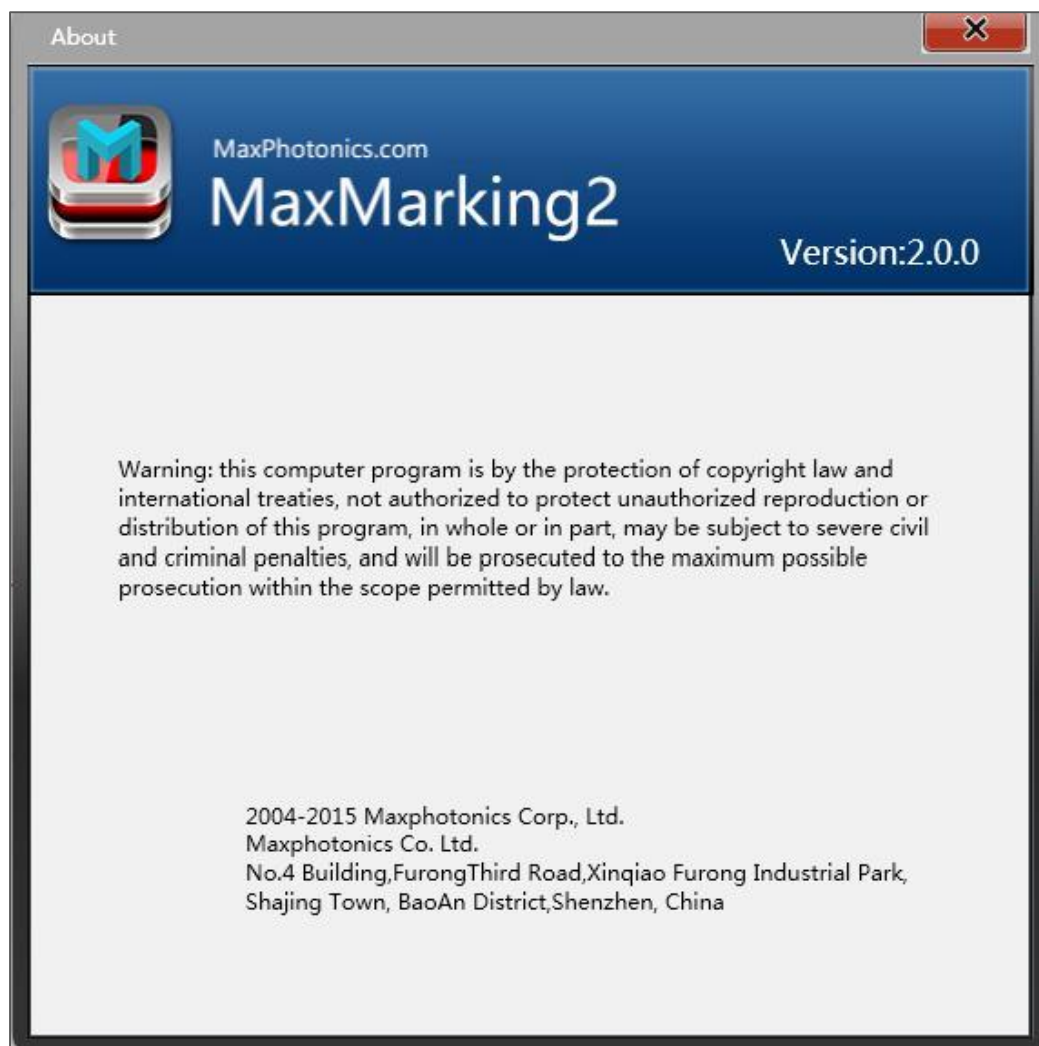 About
MaxPhotonics.com
MaxMarking2
Version:2.0.0
Warning: this computer program is by the protection of copyright law and
international treaties, not authorized to protect unauthorized reproduction or
distribution of this program, in whole or in part, may be subject to severe civil
and criminal penalties, and will be prosecuted to the maximum possible
prosecution within the scope permitted by law.
2004-2015 Maxphotonics Corp., Ltd.
Maxphotonics Co. Ltd.
No.4 Building,FurongThird Road,Xinqiao Furong Industrial Park,
Shajing Town, BaoAn District,Shenzhen, China